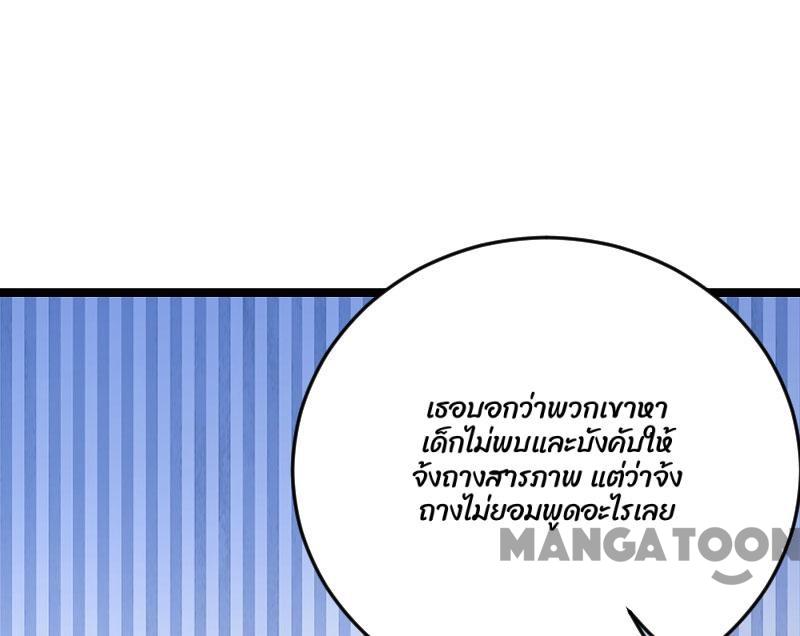 เธอบอกว่าพวกเขาหา
เด็กไม่พบและบังคับให้
จ้งถางสารภาพ แต่ว่าจ้ง
ถางไม่ยอมพูดอะไรเลย
MANGATOON